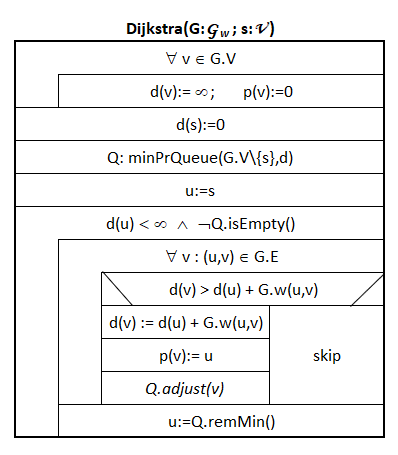 Dijkstra(G:𝒢𝓌 ; s:𝒱)
∀ v ∈ G.V
d(v):= ∞ ; p(v):=0
d(s):=0
Q: minPrQueue(G.V\{s},d)
u:=s
d(u) < ∞ ∧ ¬Q.isEmpty()
∀ v : (u,v) ∈ G.E
d(v) > d(u) + G.w(u,v)
d(v) := d(u) + G.w(u,v)
p(v):= u
skip
Q.adjust(v)
u:=Q.remMin()